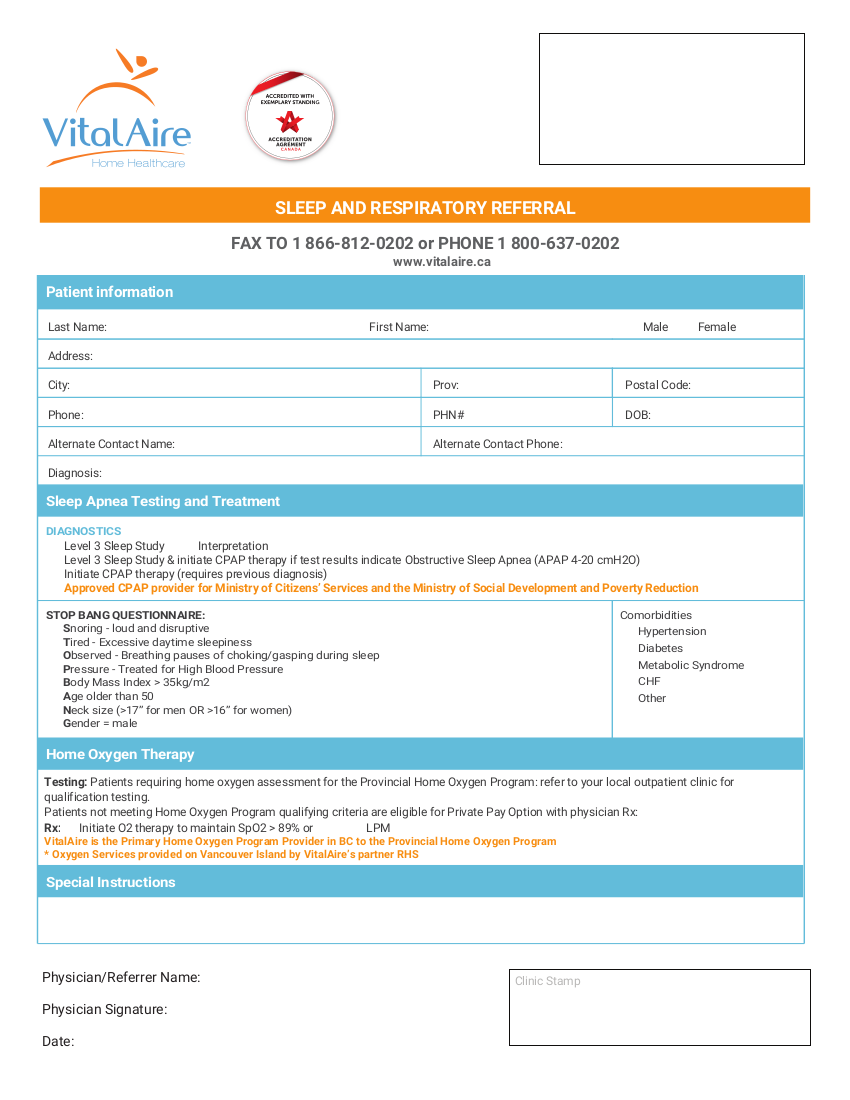 VitalAire
Home Healthcare
ACCREDITED WITH
EXEMPLARY STANDING
ACCREDITATION
AGRÉMENT
CANADA
SLEEP AND RESPIRATORY REFERRAL
FAX TO 1 866-812-0202 or PHONE 1 800-637-0202
www.vitalaire.ca
Patient information
Last Name: First Name: Male Female
Address:
City: Prov: Postal Code:
Phone: PHN# DOB:
Alternate Contact Name: Alternate Contact Phone:
Diagnosis:
Sleep Apnea Testing and Treatment
DIAGNOSTICS
Level 3 Sleep Study Interpretation
Level 3 Sleep Study & initiate CPAP therapy if test results indicate Obstructive Sleep Apnea (APAP 4-20 cmH2O)
Initiate CPAP therapy (requires previous diagnosis)
Approved CPAP provider for Ministry of Citizens' Services and the Ministry of Social Development and Poverty Reduction
STOP BANG QUESTIONNAIRE:
Snoring - loud and disruptive
Tired - Excessive daytime sleepiness
Observed - Breathing pauses of choking/gasping during sleep
Pressure - Treated for High Blood Pressure
Body Mass Index > 35kg/m2
Age older than 50
Neck size (>17" for men OR >16" for women)
Gender = male
Comorbidities
Hypertension
Diabetes
Metabolic Syndrome
CHF
Other
Home Oxygen Therapy
Testing: Patients requiring home oxygen assessment for the Provincial Home Oxygen Program: refer to your local outpatient clinic for
qualification testing.
Patients not meeting Home Oxygen Program qualifying criteria are eligible for Private Pay Option with physician Rx:
Rx: Initiate O2 therapy to maintain SpO2 > 89% or LPM
VitalAire is the Primary Home Oxygen Program Provider in BC to the Provincial Home Oxygen Program
* Oxygen Services provided on Vancouver Island by VitalAire's partner RHS
Special Instructions
Physician/Referrer Name:
Physician Signature:
Date:
Clinic Stamp